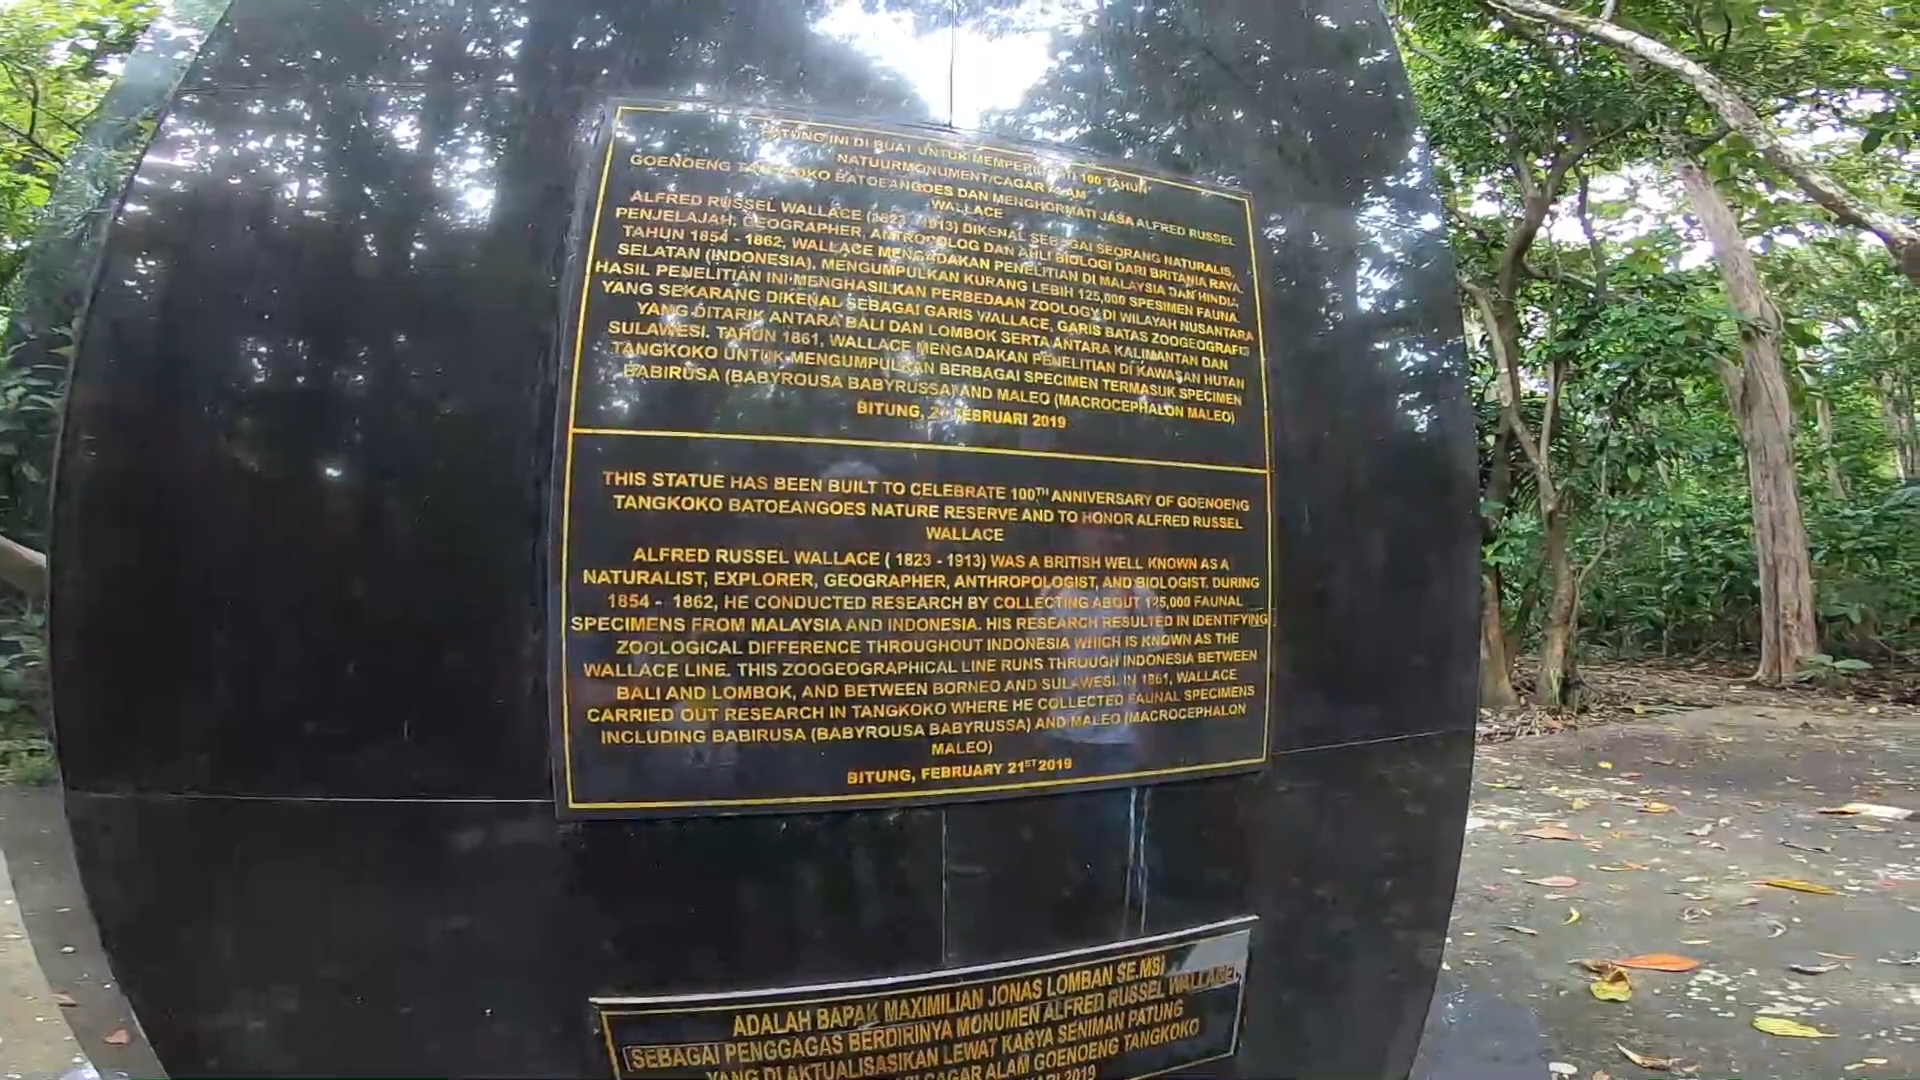 PATUNG INI DI BUAT UNTUK MEMPERINGATI 100 TAHUN
NATUURMONUMENT/CAGAR ALAM
GOENOENG TANGKOKO BATOEANGOES DAN MENGHORMATI JASA ALFRED RUSSEL
WALLACE
ALFRED RUSSEL WALLACE (1823 - 1913) DIKENAL SEBAGAI SEORANG NATURALIS,
PENJELAJAH, GEOGRAPHER, ANTROPOLOG DAN AHLI BIOLOGI DARI BRITANIA RAYA.
TAHUN 1854 - 1862, WALLACE MENGADAKAN PENELITIAN DI MALAYSIA DAN HINDIA
SELATAN (INDONESIA), MENGUMPULKAN KURANG LEBIH 125,000 SPESIMEN FAUNA.
HASIL PENELITIAN INI MENGHASILKAN PERBEDAAN ZOOLOGY DI WILAYAH NUSANTARA
YANG SEKARANG DIKENAL SEBAGAI GARIS WALLACE, GARIS BATAS ZOOGEOGRAFIS
YANG DITARIK ANTARA BALI DAN LOMBOK SERTA ANTARA KALIMANTAN DAN
SULAWESI. TAHUN 1861, WALLACE MENGADAKAN PENELITIAN DI KAWASAN HUTAN
TANGKOKO UNTUK MENGUMPULKAN BERBAGAI SPECIMEN TERMASUK SPECIMEN
BABIRUSA (BABYROUSA BABYRUSSA) AND MALEO (MACROCEPHALON MALEO)
BITUNG, FEBRUARI 2019
THIS STATUE HAS BEEN BUILT TO CELEBRATE 100TH ANNIVERSARY OF GOENOENG
TANGKOKO BATOEANGOES NATURE RESERVE AND TO HONOR ALFRED RUSSEL
WALLACE
ALFRED RUSSEL WALLACE ( 1823 - 1913) WAS A BRITISH WELL KNOWN AS A
NATURALIST, EXPLORER, GEOGRAPHER, ANTHROPOLOGIST, AND BIOLOGIST. DURING
1854 - 1862, HE CONDUCTED RESEARCH BY COLLECTING ABOUT 125,000 FAUNAL
SPECIMENS FROM MALAYSIA AND INDONESIA. HIS RESEARCH RESULTED IN IDENTIFYING
ZOOLOGICAL DIFFERENCE THROUGHOUT INDONESIA WHICH IS KNOWN AS THE
WALLACE LINE. THIS ZOOGEOGRAPHICAL LINE RUNS THROUGH INDONESIA BETWEEN
BALI AND LOMBOK, AND BETWEEN BORNEO AND SULAWESI. IN 1861, WALLACE
CARRIED OUT RESEARCH IN TANGKOKO WHERE HE COLLECTED FAUNAL SPECIMENS
INCLUDING BABIRUSA (BABYROUSA BABYRUSSA) AND MALEO (MACROCEPHALON
MALEO)
BITUNG, FEBRUARY 21ST 2019
ADALAH BAPAK MAXIMILIAN JONAS LOMBAN SE.MSI
SEBAGAI PENGGAGAS BERDIRINYA MONUMEN ALFRED RUSSEL WALLACE,
YANG DI AKTUALISASIKAN LEWAT KARYA SENIMAN PATUNG
CAGAR ALAM GOENOENG TANGKOKO
2019